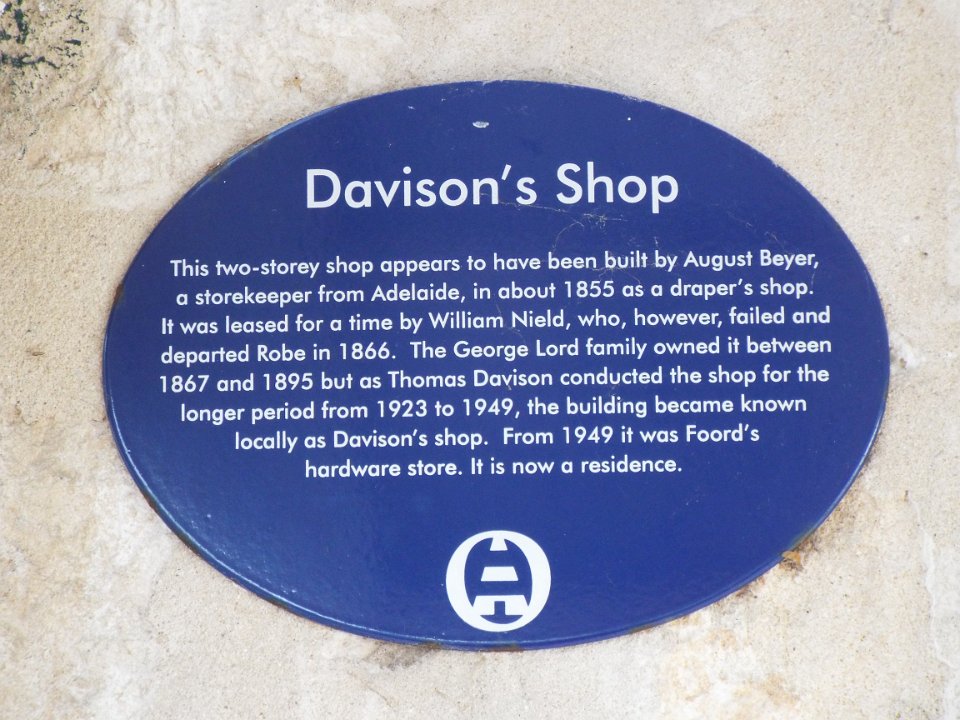 Davison's Shop
This two-storey shop appears to have been built by August Beyer,
a storekeeper from Adelaide, in about 1855 as a draper's shop.
It was leased for a time by William Nield, who, however, failed and
departed Robe in 1866. The George Lord family owned it between
1867 and 1895 but as Thomas Davison conducted the shop for the
longer period from 1923 to 1949, the building became known
locally as Davison's shop. From 1949 it was Foord's
hardware store. It is now a residence.